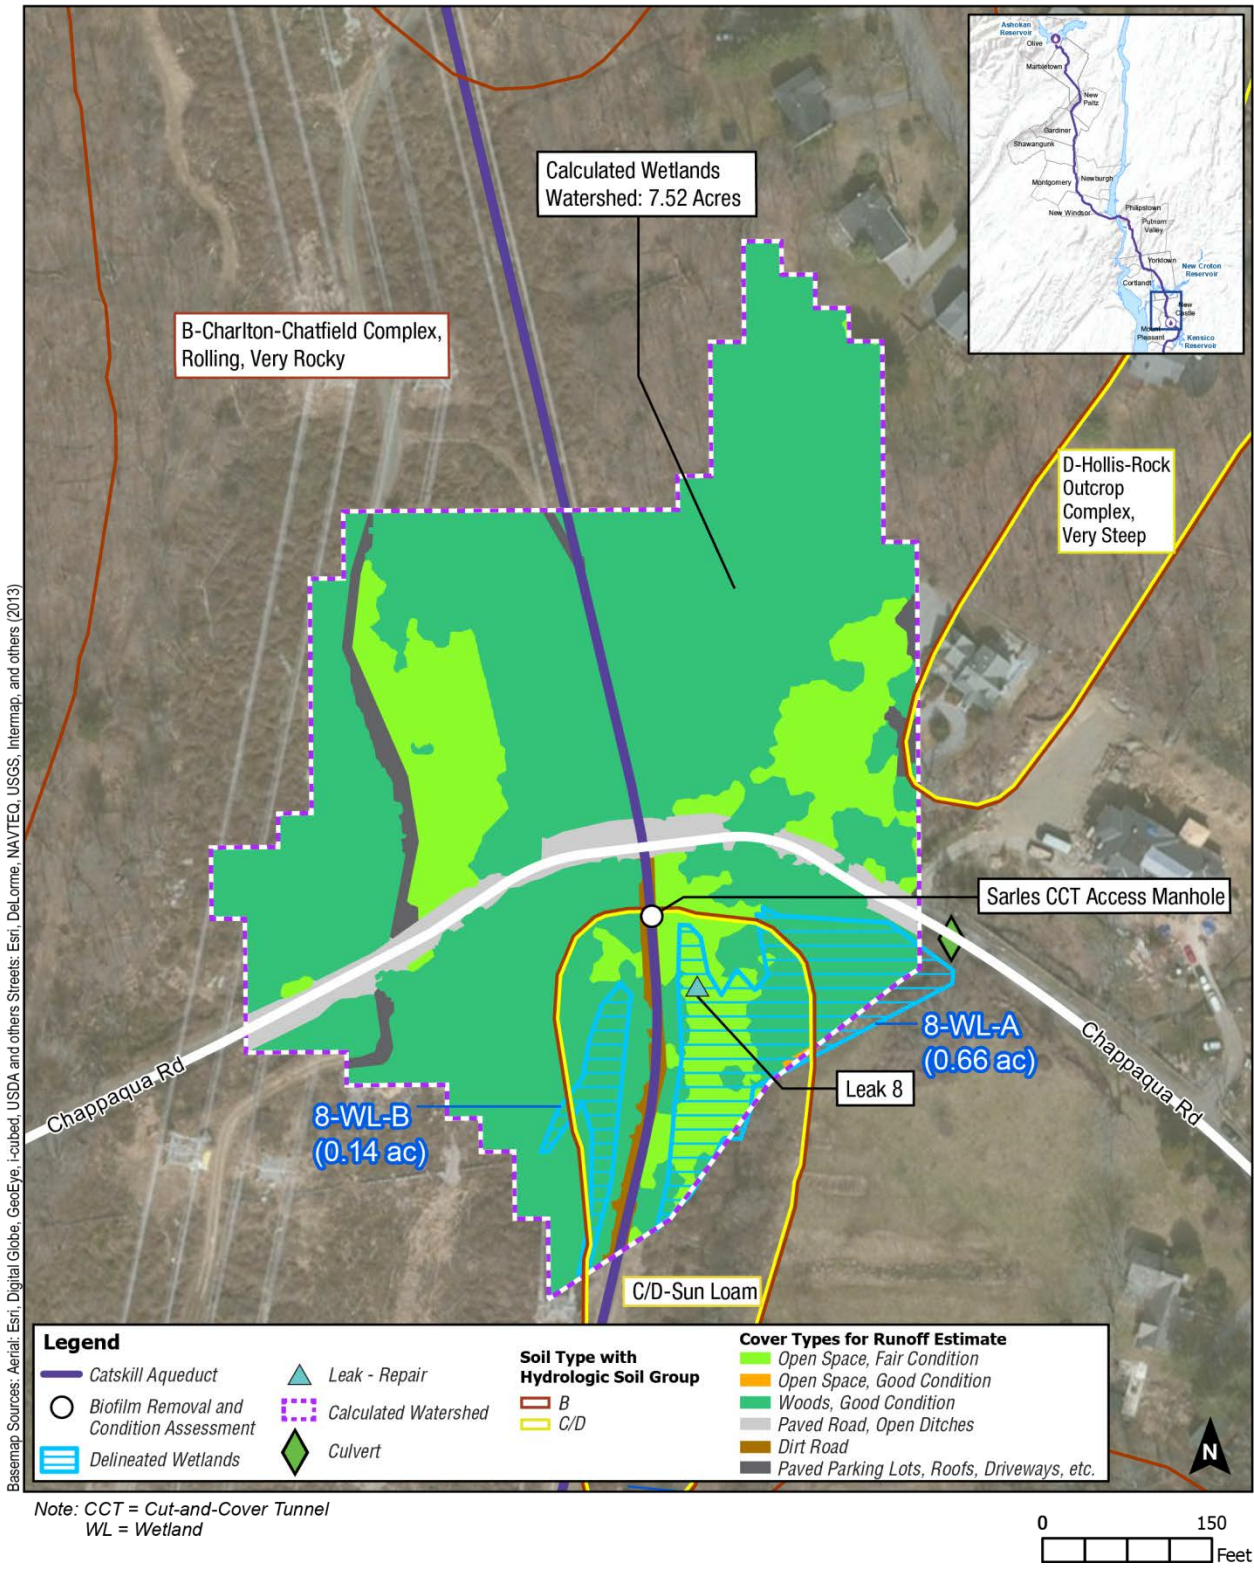 Ashokan
Reservoir
Olive
Marbletown
New
Paltz
Gardiner
Shawangunk
Montgomery
Newburgh
New Windsor
Philipstown
Putnam
Valley
Yorktown
New Croton
Reservoir
Cortlandt
New
Castle
Mount
Pleasant
Kensico
Reservoir
Calculated Wetlands
Watershed: 7.52 Acres
B-Charlton-Chatfield Complex,
Rolling, Very Rocky
D-Hollis-Rock
Outcrop
Complex,
Very Steep
Sarles CCT Access Manhole
8-WL-A
(0.66 ac)
Leak 8
8-WL-B
(0.14 ac)
Chappaqua Rd
Chappaqua Rd
C/D-Sun Loam
Basemap Sources: Aerial: Esri, Digital Globe, GeoEye, i-cubed, USDA and others Streets: Esri, DeLorme, NAVTEQ, USGS, Intermap, and others (2013)
Legend
Catskill Aqueduct
Biofilm Removal and
Condition Assessment
Delineated Wetlands
Leak - Repair
Calculated Watershed
Culvert
Soil Type with
Hydrologic Soil Group
B
C/D
Cover Types for Runoff Estimate
Open Space, Fair Condition
Open Space, Good Condition
Woods, Good Condition
Paved Road, Open Ditches
Dirt Road
Paved Parking Lots, Roofs, Driveways, etc.
N
Note: CCT = Cut-and-Cover Tunnel
WL = Wetland
0 150
Feet